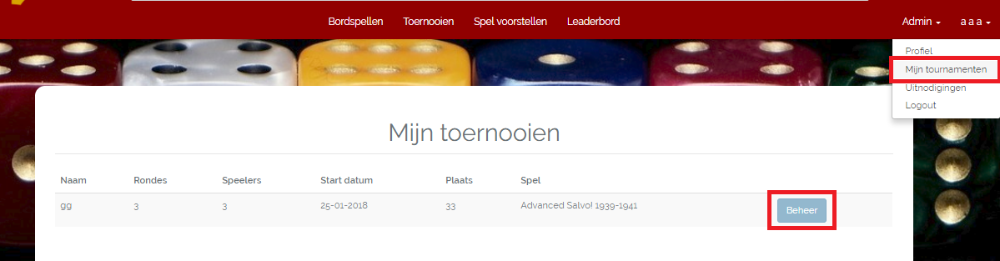 Bordspellen Toernooien Spel voorstellen Leaderbord Admin a a a
Profiel
Mijn tournamenten
Uitnodigingen
Logout
Mijn toernooien
Naam Rondes Speelers Start datum Plaats Spel
gg 3 3 25-01-2018 33 Advanced Salvo! 1939-1941 Beheer